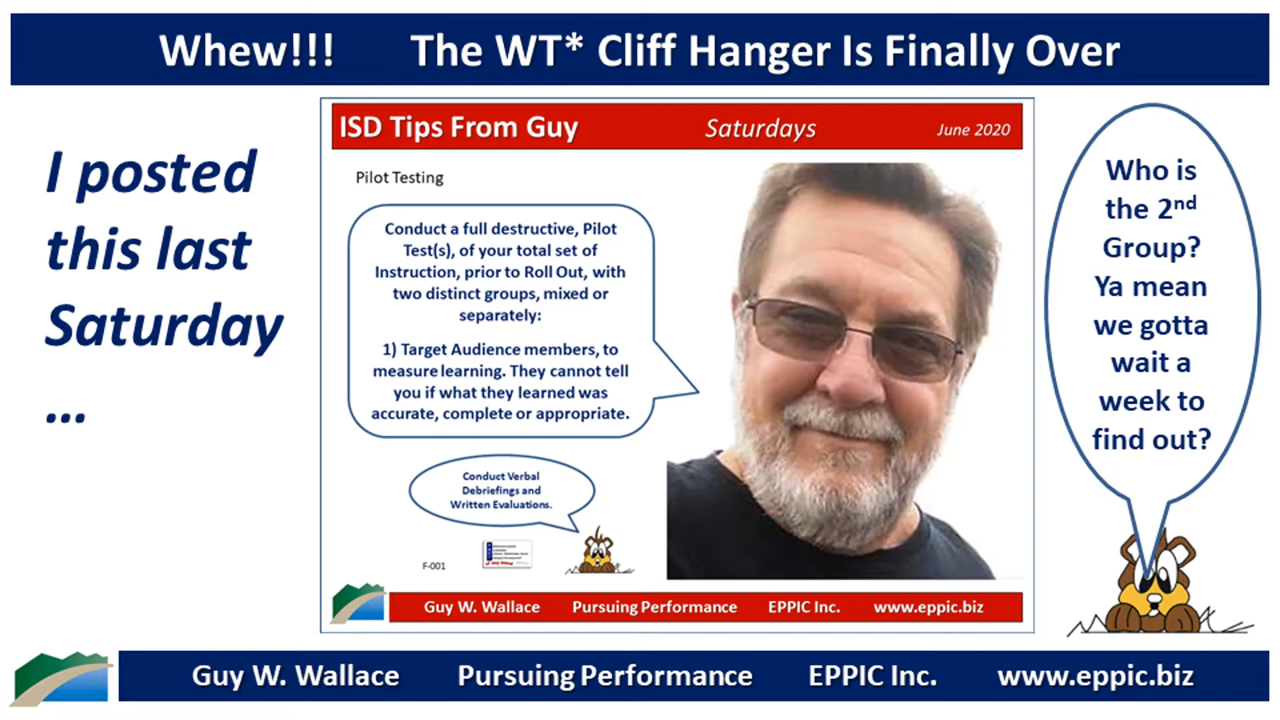 Whew!!! The WT* Cliff Hanger Is Finally Over
I posted
this last
Saturday
...
ISD Tips From Guy Saturdays June 2020
Pilot Testing
Conduct a full destructive, Pilot
Test(s), of your total set of
Instruction, prior to Roll Out, with
two distinct groups, mixed or
separately:
1) Target Audience members, to
measure learning. They cannot tell
you if what they learned was
accurate, complete or appropriate.
Conduct Verbal
Debriefings and
Written Evaluations.
F-001
Guy W. Wallace Pursuing Performance EPPIC Inc. www.eppic.biz
Who is
the 2nd
Group?
Ya mean
we gotta
wait a
week to
find out?
Guy W. Wallace Pursuing Performance EPPIC Inc. www.eppic.biz